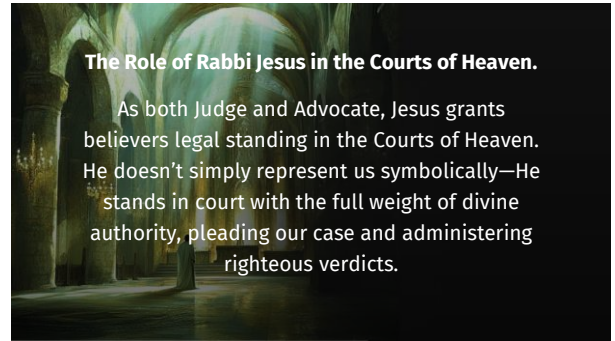 The Role of Rabbi Jesus in the Courts of Heaven.
As both Judge and Advocate, Jesus grants
believers legal standing in the Courts of Heaven.
He doesn’t simply represent us symbolically—He
stands in court with the full weight of divine
authority, pleading our case and administering
righteous verdicts.